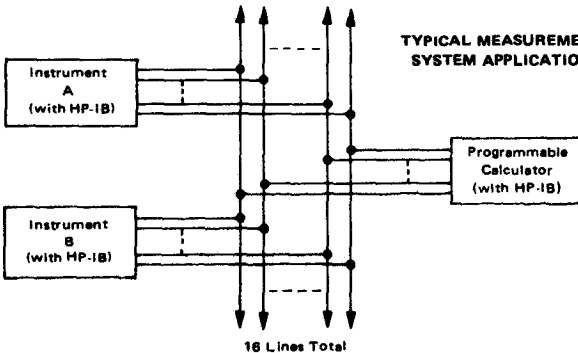 TYPICAL MEASUREME
SYSTEM APPLICATIO
Instrument
A
(with HP-IB)
Programmable
Calculator
(with HP-IB)
Instrument
B
(with HP-IB)
16 Lines Total